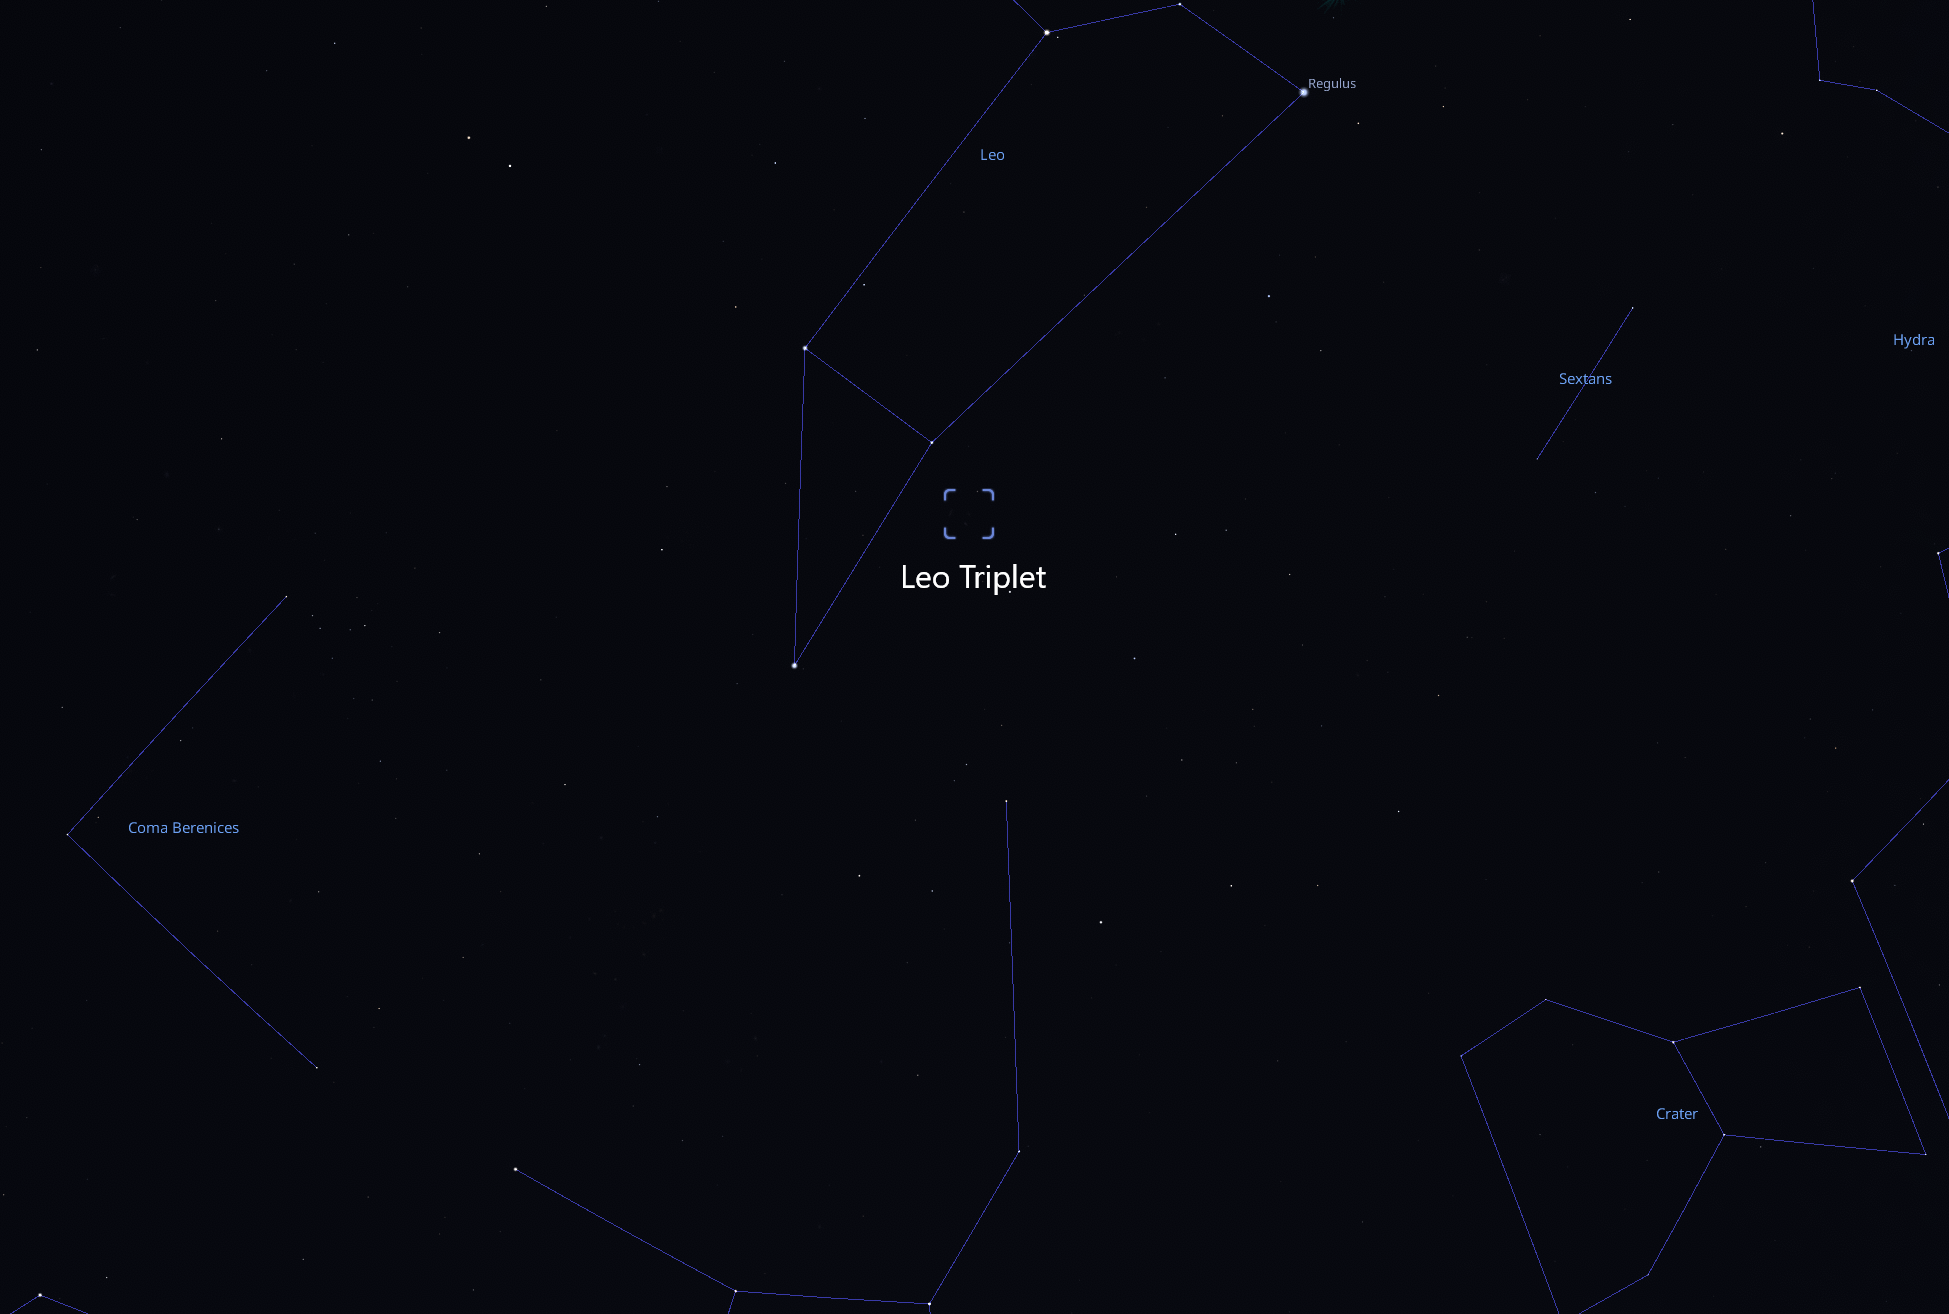 Regulus
Leo
Hydra
Sextans
Leo Triplet
Coma Berenices
Crater